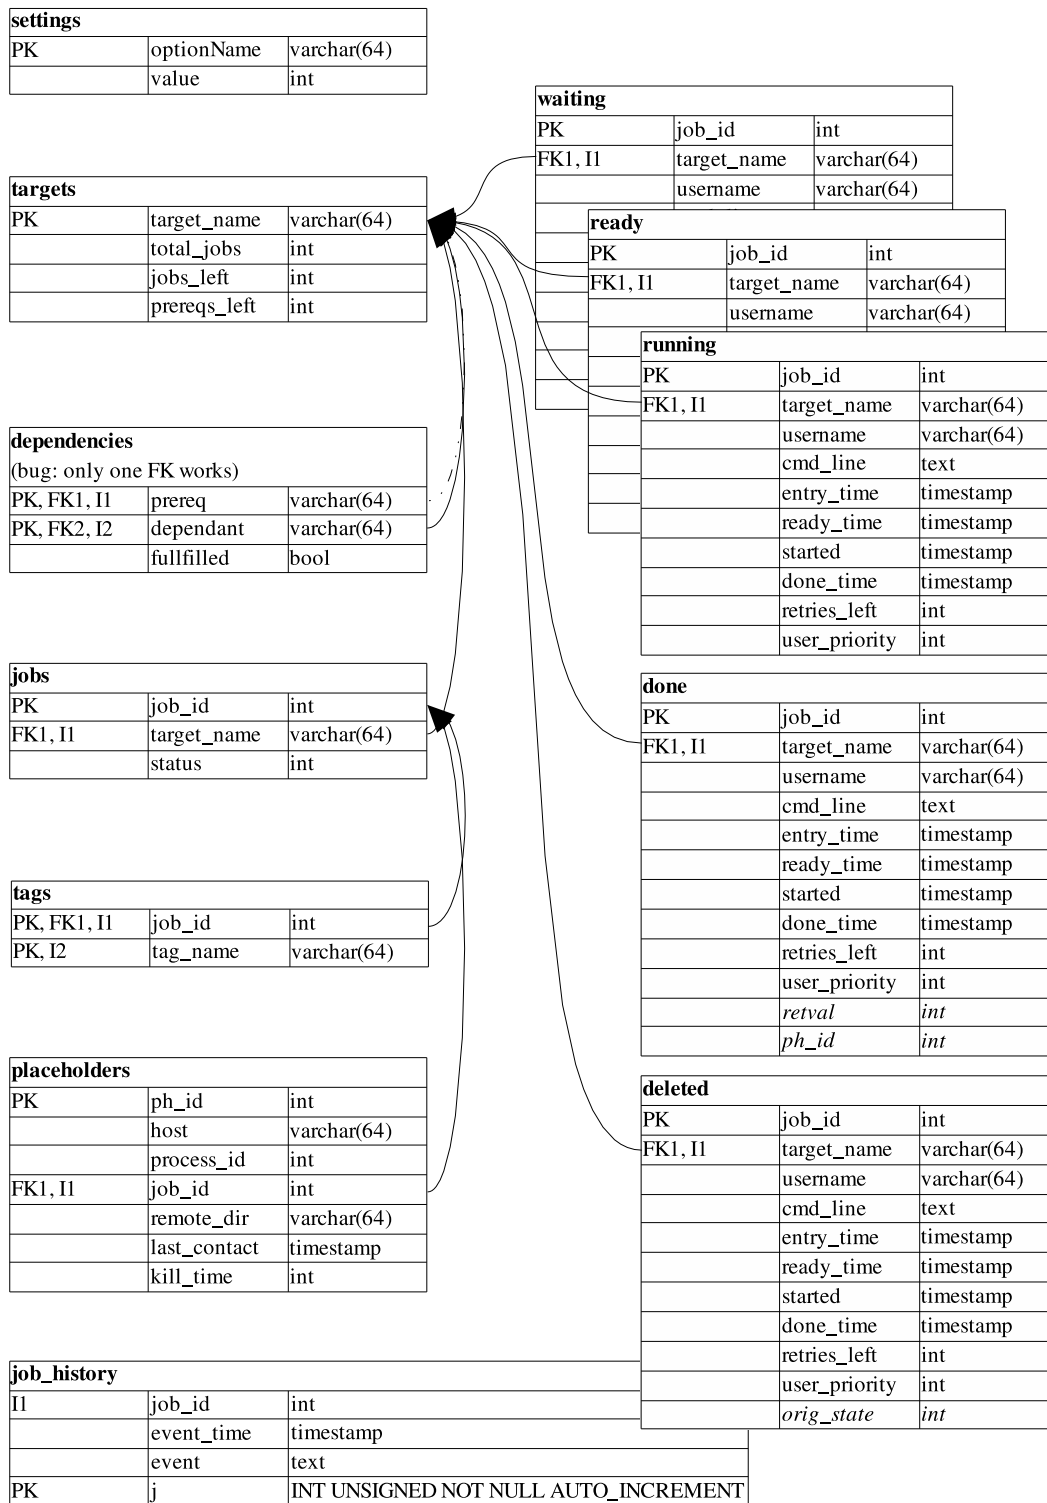 settings
PK optionName varchar(64)
value int
targets
PK target_name varchar(64)
total_jobs int
jobs_left int
prereqs_left int
dependencies
(bug: only one FK works)
PK, FK1, I1 prereq varchar(64)
PK, FK2, I2 dependant varchar(64)
fullfilled bool
jobs
PK job_id int
FK1, I1 target_name varchar(64)
status int
tags
PK, FK1, I1 job_id int
PK, I2 tag_name varchar(64)
placeholders
PK ph_id int
host varchar(64)
process_id int
FK1, I1 job_id int
remote_dir varchar(64)
last_contact timestamp
kill_time int
job_history
I1 job_id int
event_time timestamp
event text
PK j INT UNSIGNED NOT NULL AUTO_INCREMENT
waiting
PK job_id int
FK1, I1 target_name varchar(64)
username varchar(64)
ready
PK job_id int
FK1, I1 target_name varchar(64)
username varchar(64)
running
PK job_id int
FK1, I1 target_name varchar(64)
username varchar(64)
cmd_line text
entry_time timestamp
ready_time timestamp
started timestamp
done_time timestamp
retries_left int
user_priority int
done
PK job_id int
FK1, I1 target_name varchar(64)
username varchar(64)
cmd_line text
entry_time timestamp
ready_time timestamp
started timestamp
done_time timestamp
retries_left int
user_priority int
retval int
ph_id int
deleted
PK job_id int
FK1, I1 target_name varchar(64)
username varchar(64)
cmd_line text
entry_time timestamp
ready_time timestamp
started timestamp
done_time timestamp
retries_left int
user_priority int
orig_state int